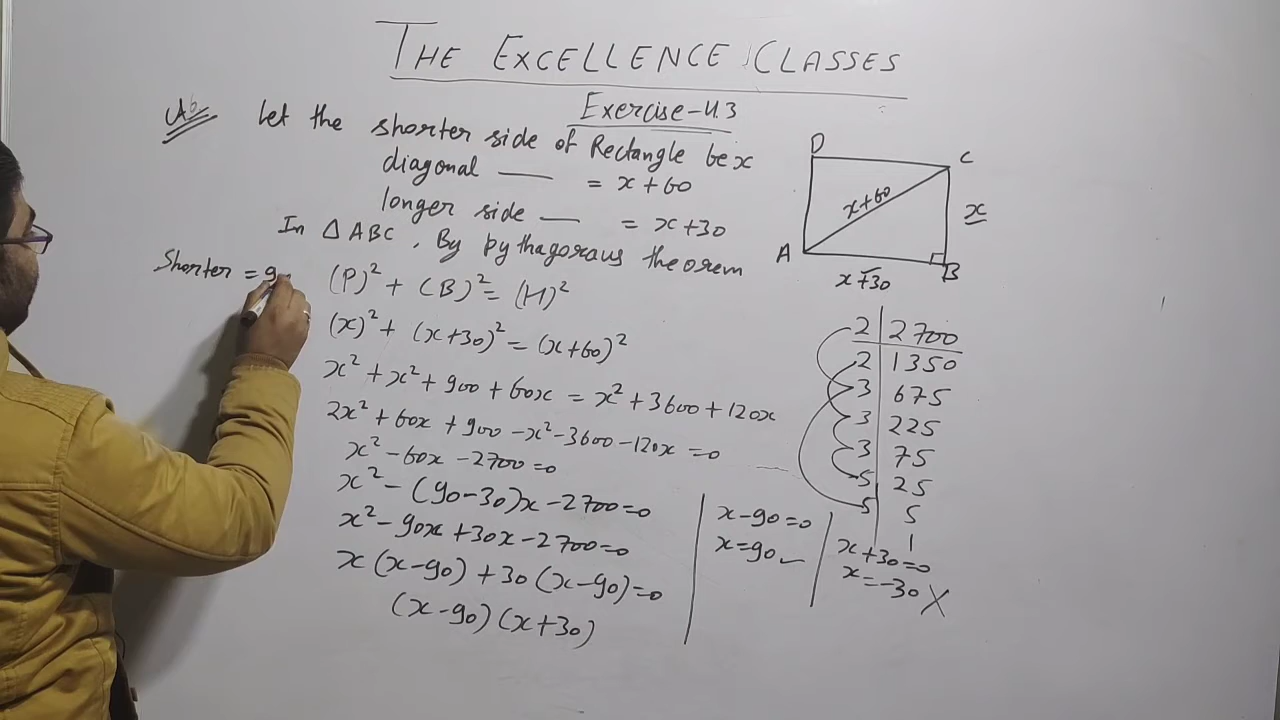 THE EXCELLENCE CLASSES
Exercise-4.3
A6 Let the shorter side of Rectangle be x
diagonal — = x+60
longer side — = x+30
In △ABC, By pythagoraus theorem
Shorter = 9
(P)² + (B)² = (H)²
(x)² + (x+30)² = (x+60)²
x² + x² + 900 + 60x = x² + 3600 + 120x
2x² + 60x + 900 - x² - 3600 - 120x = 0
x² - 60x - 2700 = 0
x² - (90-30)x - 2700 = 0
x² - 90x + 30x - 2700 = 0
x(x-90) + 30(x-90) = 0
(x-90)(x+30)
x-90=0
x=90 ✓
x+30=0
x=-30 X
D
C
x+60
x
A
B
x+30
2 | 2700
2 | 1350
3 | 675
3 | 225
3 | 75
5 | 25
5 | 5
1